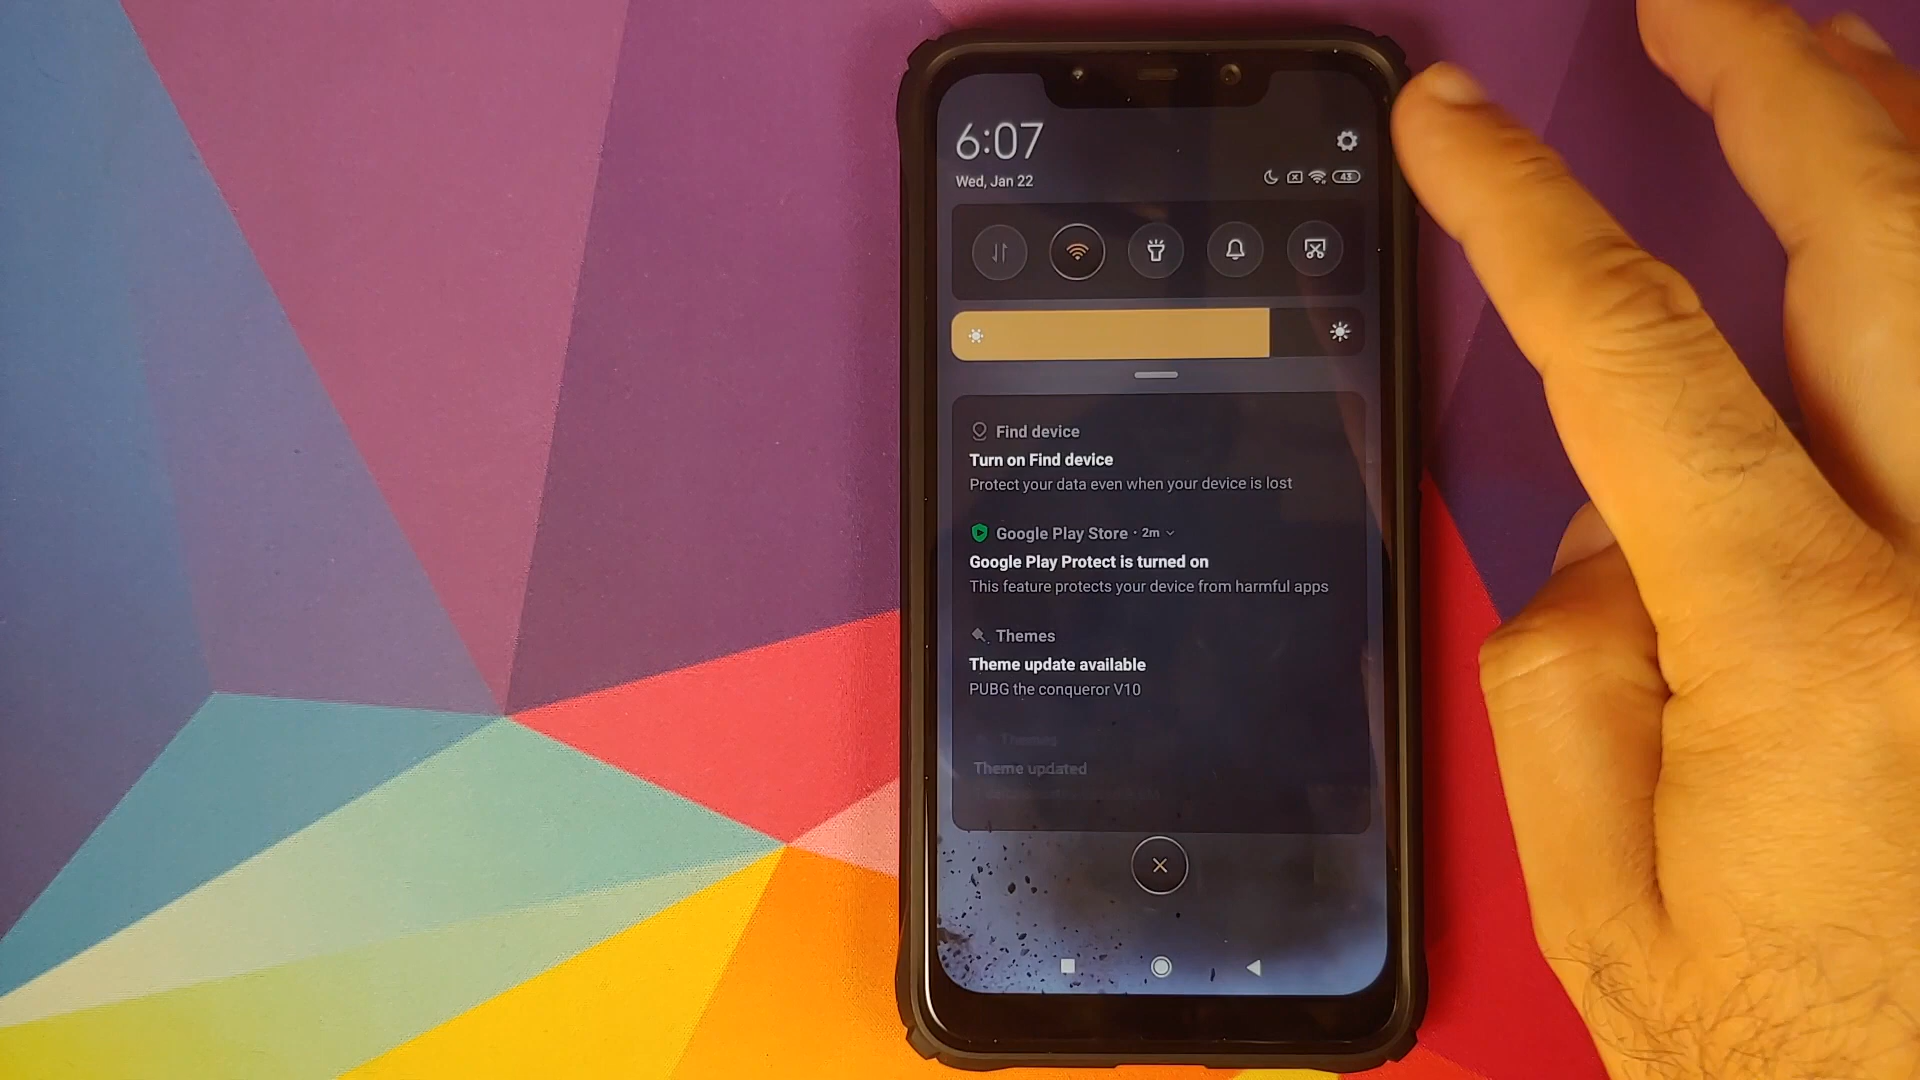 6:07
Wed, Jan 22
43
Find device
Turn on Find device
Protect your data even when your device is lost
Google Play Store · 2m
Google Play Protect is turned on
This feature protects your device from harmful apps
Themes
Theme update available
PUBG the conqueror V10
Themes
Theme updated